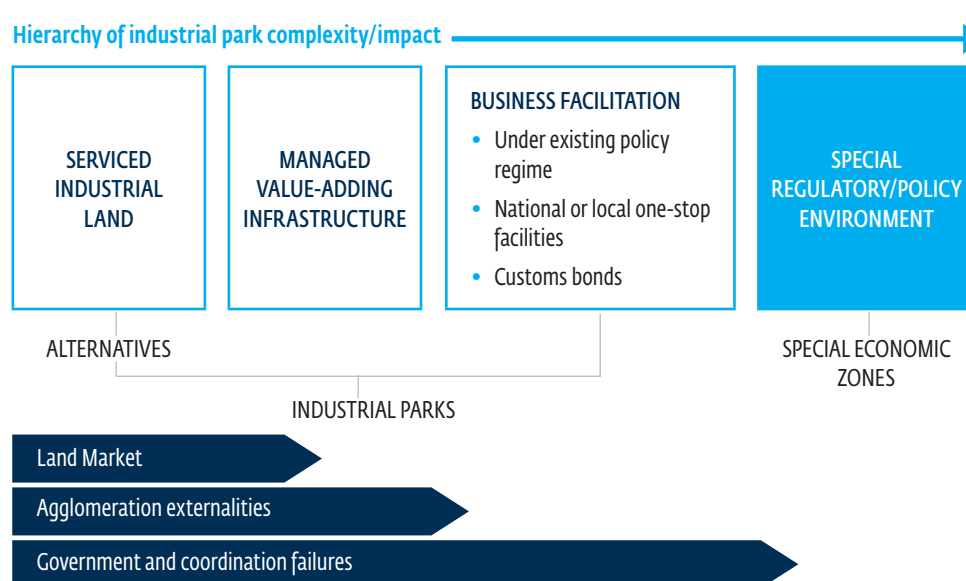 Hierarchy of industrial park complexity/impact
SERVICED
INDUSTRIAL
LAND
MANAGED
VALUE-ADDING
INFRASTRUCTURE
BUSINESS FACILITATION
• Under existing policy
regime
• National or local one-stop
facilities
• Customs bonds
SPECIAL
REGULATORY/POLICY
ENVIRONMENT
ALTERNATIVES
INDUSTRIAL PARKS
SPECIAL ECONOMIC
ZONES
Land Market
Agglomeration externalities
Government and coordination failures